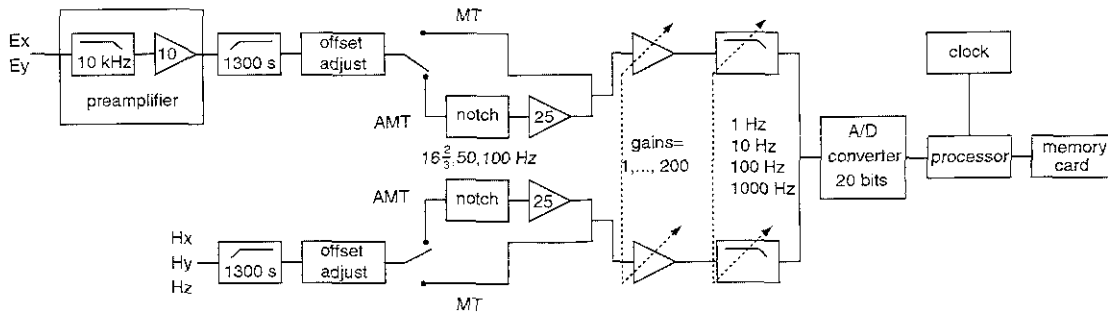 MT
Ex
Ey
10 kHz
10
preamplifier
1300 s
offset
adjust
AMT
notch
25
16 2/3, 50, 100 Hz
gains=
1,..., 200
1 Hz
10 Hz
100 Hz
1000 Hz
A/D
converter
20 bits
clock
processor
memory
card
AMT
notch
25
Hx
Hy
Hz
1300 s
offset
adjust
MT